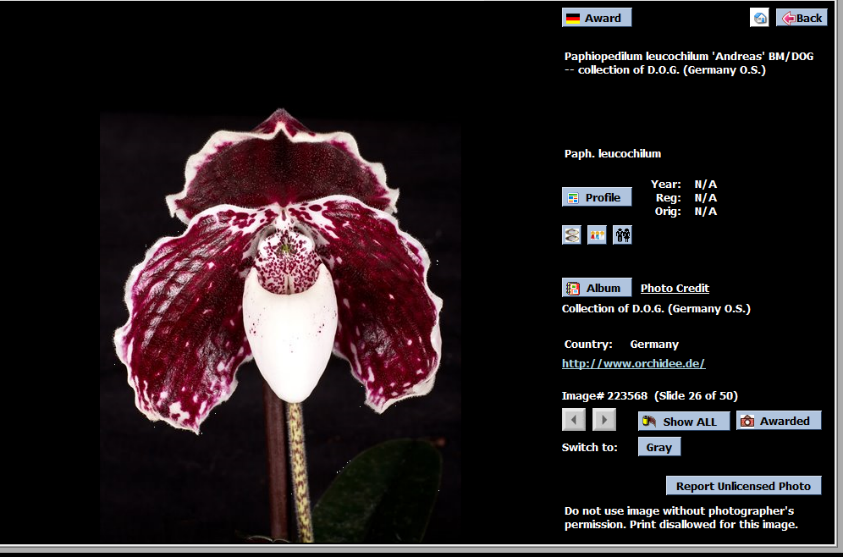 Award
Back
Paphiopedilum leucochilum 'Andreas' BM/DOG
-- collection of D.O.G. (Germany O.S.)
Paph. leucochilum
Year: N/A
Profile Reg: N/A
Orig: N/A
Album Photo Credit
Collection of D.O.G. (Germany O.S.)
Country: Germany
http://www.orchidee.de/
Image# 223568 (Slide 26 of 50)
Show ALL Awarded
Switch to: Gray
Report Unlicensed Photo
Do not use image without photographer's
permission. Print disallowed for this image.